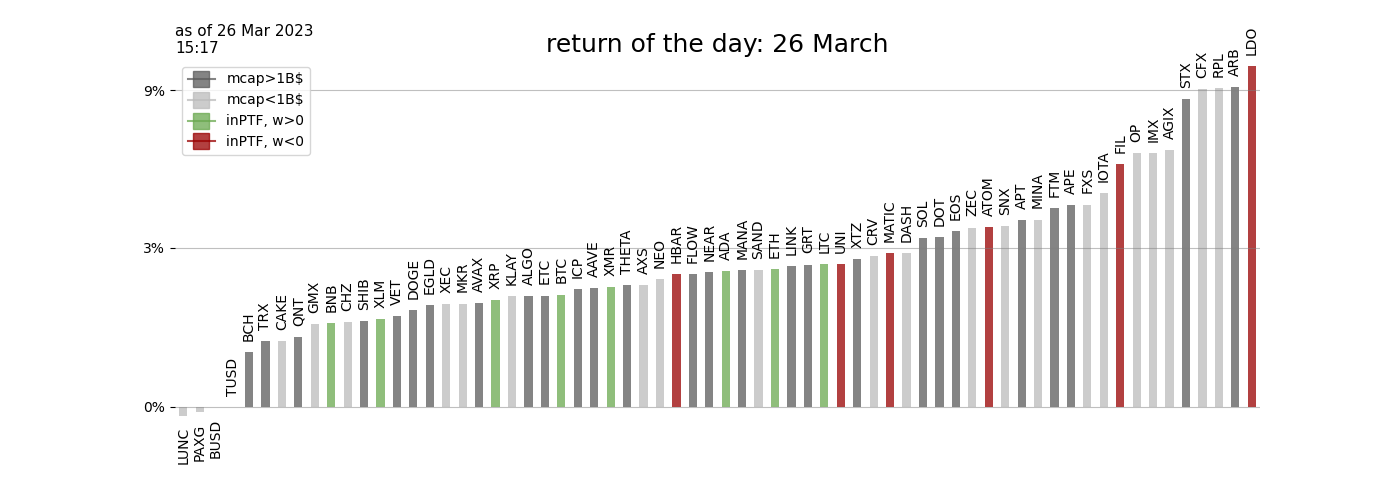 as of 26 Mar 2023
15:17
return of the day: 26 March
mcap>1B$
mcap<1B$
inPTF, w>0
inPTF, w<0
9%
3%
0%
LUNC
PAXG
BUSD
TUSD
BCH
TRX
CAKE
QNT
GMX
BNB
CHZ
SHIB
XLM
VET
DOGE
EGLD
XEC
MKR
AVAX
XRP
KLAY
ALGO
ETC
BTC
ICP
AAVE
XMR
THETA
AXS
NEO
HBAR
FLOW
NEAR
ADA
MANA
SAND
ETH
LINK
GRT
LTC
UNI
XTZ
CRV
MATIC
DASH
SOL
DOT
EOS
ZEC
ATOM
SNX
APT
MINA
FTM
APE
FXS
IOTA
FIL
OP
IMX
AGIX
STX
CFX
RPL
ARB
LDO